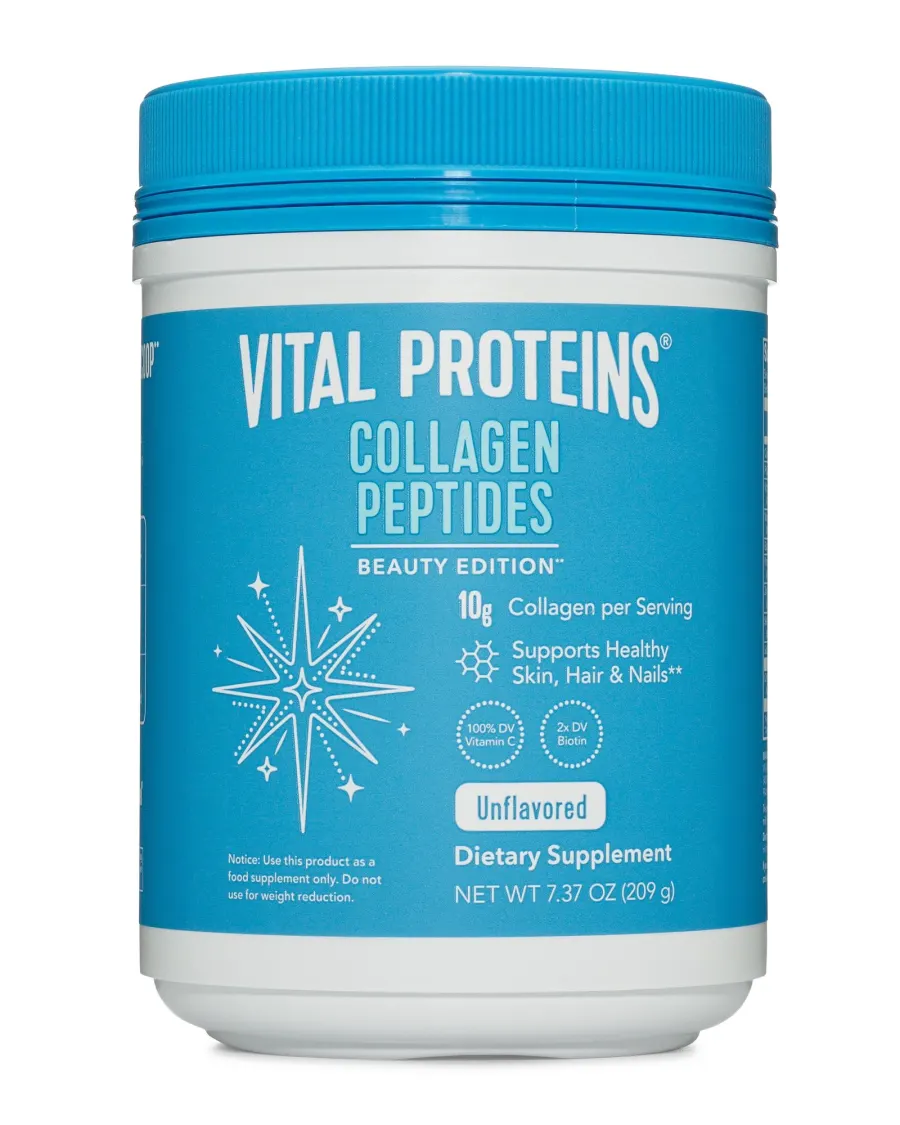 VITAL PROTEINS®
COLLAGEN
PEPTIDES
BEAUTY EDITION**
10g Collagen per Serving
Supports Healthy
Skin, Hair & Nails**
100% DV
Vitamin C
2x DV
Biotin
Unflavored
Dietary Supplement
NET WT 7.37 OZ (209 g)
Notice: Use this product as a
food supplement only. Do not
use for weight reduction.